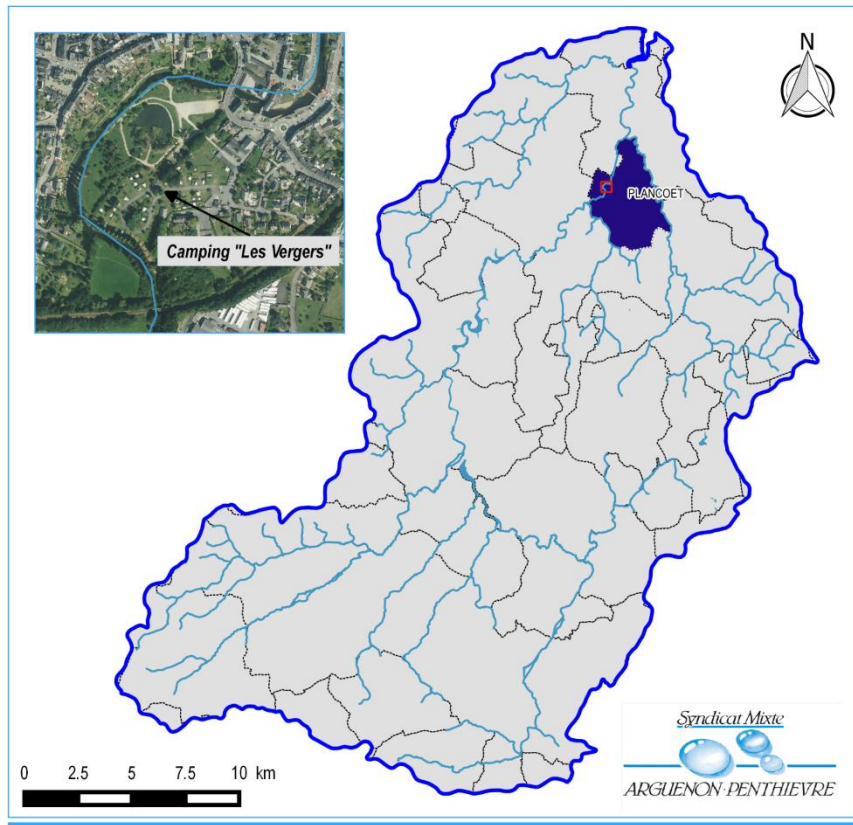 Camping "Les Vergers"
N
PLANCOET
0 2.5 5 7.5 10 km
Syndicat Mixte
ARGUENON-PENTHIEVRE